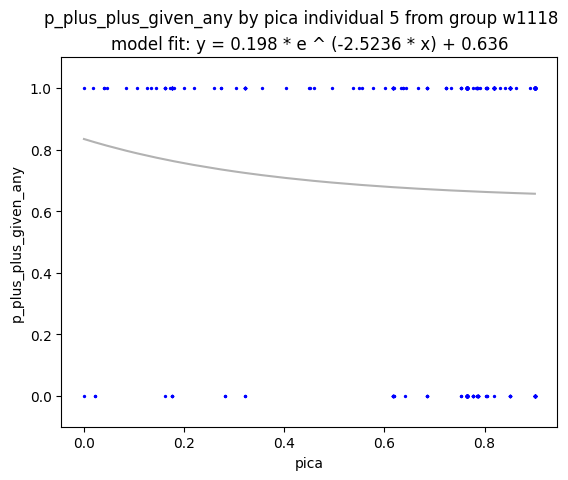 p_plus_plus_given_any by pica individual 5 from group w1118
model fit: y = 0.198 * e ^ (-2.5236 * x) + 0.636
1.0
0.8
0.6
0.4
0.2
0.0
p_plus_plus_given_any
0.0 0.2 0.4 0.6 0.8
pica